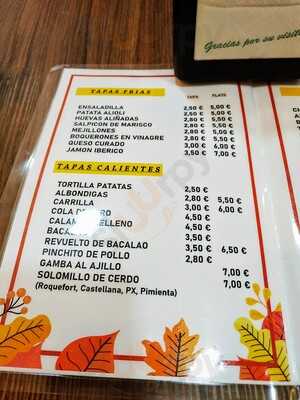 TAPAS FRIAS TAPA PLATO
ENSALADILLA 2,50 € 5,00 €
PATATA ALIOLI 2,50 € 5,00 €
HUEVAS ALIÑADAS 2,80 € 5,50 €
SALPICON DE MARISCO 2,80 € 5,50 €
MEJILLONES 2,80 € 5,50 €
BOQUERONES EN VINAGRE 2,80 € 5,50 €
QUESO CURADO 3,00 € 6,00 €
JAMON IBERICO 3,50 € 7,00 €
TAPAS CALIENTES
TORTILLA PATATAS 2,50 €
ALBONDIGAS 2,80 € 5,50 €
CARRILLA 3,00 € 6,00 €
COLA 4,50 €
4,50 €
3,50 €
REVUELTO DE BACALAO 3,50 € 6,50 €
PINCHITO DE POLLO 2,80 €
GAMBA AL AJILLO 7,00 €
SOLOMILLO DE CERDO 7,00 €
(Roquefort, Castellana, PX, Pimienta)
Gracias por su visita